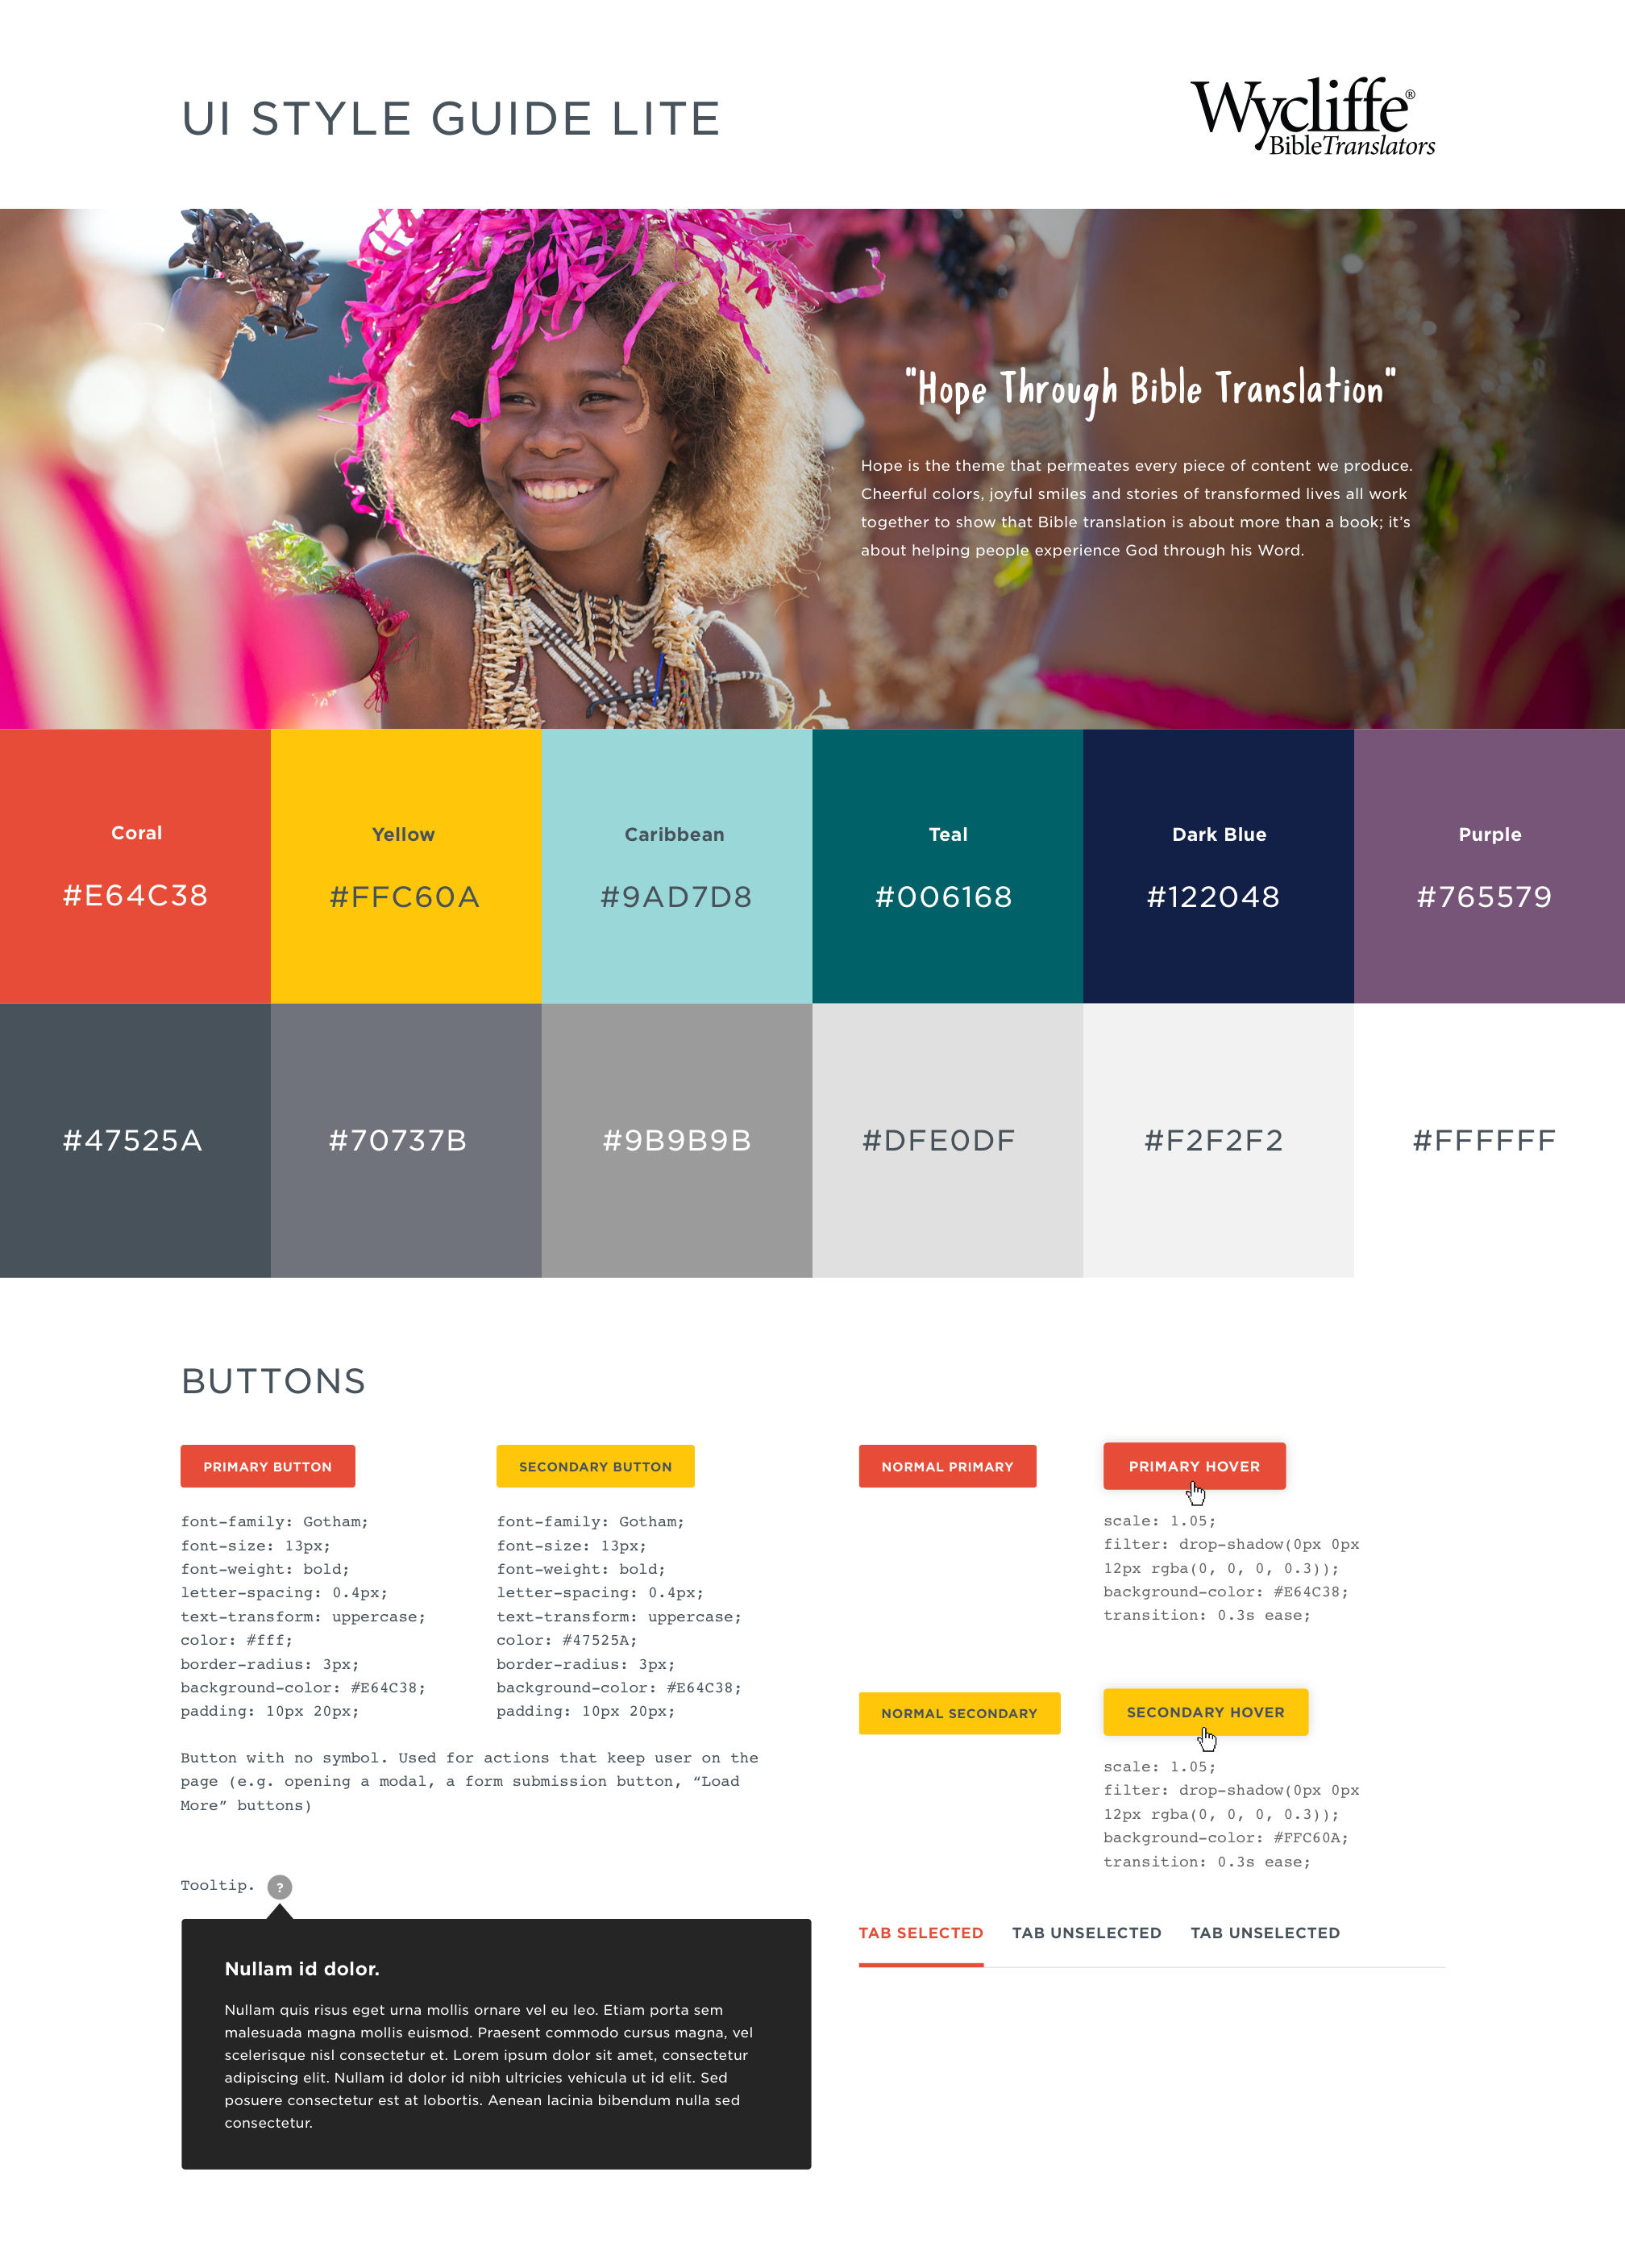 UI STYLE GUIDE LITE
Wycliffe®
BibleTranslators
"Hope Through Bible Translation"
Hope is the theme that permeates every piece of content we produce.
Cheerful colors, joyful smiles and stories of transformed lives all work
together to show that Bible translation is about more than a book; it’s
about helping people experience God through his Word.
Coral
#E64C38
Yellow
#FFC60A
Caribbean
#9AD7D8
Teal
#006168
Dark Blue
#122048
Purple
#765579
#47525A
#70737B
#9B9B9B
#DFE0DF
#F2F2F2
#FFFFFF
BUTTONS
PRIMARY BUTTON
font-family: Gotham;
font-size: 13px;
font-weight: bold;
letter-spacing: 0.4px;
text-transform: uppercase;
color: #fff;
border-radius: 3px;
background-color: #E64C38;
padding: 10px 20px;
SECONDARY BUTTON
font-family: Gotham;
font-size: 13px;
font-weight: bold;
letter-spacing: 0.4px;
text-transform: uppercase;
color: #47525A;
border-radius: 3px;
background-color: #E64C38;
padding: 10px 20px;
Button with no symbol. Used for actions that keep user on the
page (e.g. opening a modal, a form submission button, “Load
More” buttons)
NORMAL PRIMARY
PRIMARY HOVER
scale: 1.05;
filter: drop-shadow(0px 0px
12px rgba(0, 0, 0, 0.3));
background-color: #E64C38;
transition: 0.3s ease;
NORMAL SECONDARY
SECONDARY HOVER
scale: 1.05;
filter: drop-shadow(0px 0px
12px rgba(0, 0, 0, 0.3));
background-color: #FFC60A;
transition: 0.3s ease;
Tooltip. ?
Nullam id dolor.
Nullam quis risus eget urna mollis ornare vel eu leo. Etiam porta sem
malesuada magna mollis euismod. Praesent commodo cursus magna, vel
scelerisque nisl consectetur et. Lorem ipsum dolor sit amet, consectetur
adipiscing elit. Nullam id dolor id nibh ultricies vehicula ut id elit. Sed
posuere consectetur est at lobortis. Aenean lacinia bibendum nulla sed
consectetur.
TAB SELECTED TAB UNSELECTED TAB UNSELECTED